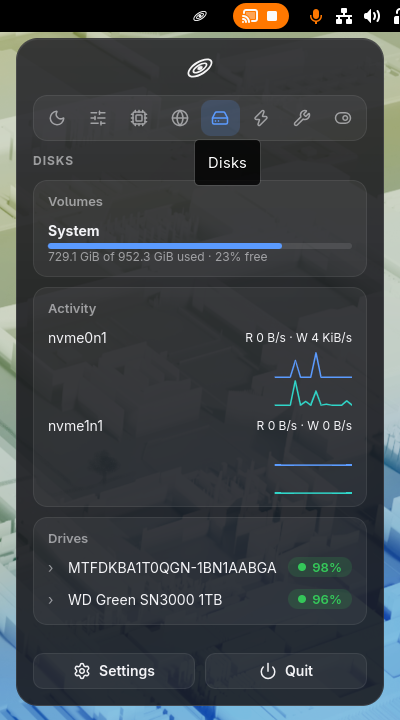 Disks
DISKS
Volumes
System
729.1 GiB of 952.3 GiB used · 23% free
Activity
nvme0n1 R 0 B/s · W 4 KiB/s
nvme1n1 R 0 B/s · W 0 B/s
Drives
MTFDKBA1T0QGN-1BN1AABGA 98%
WD Green SN3000 1TB 96%
Settings Quit